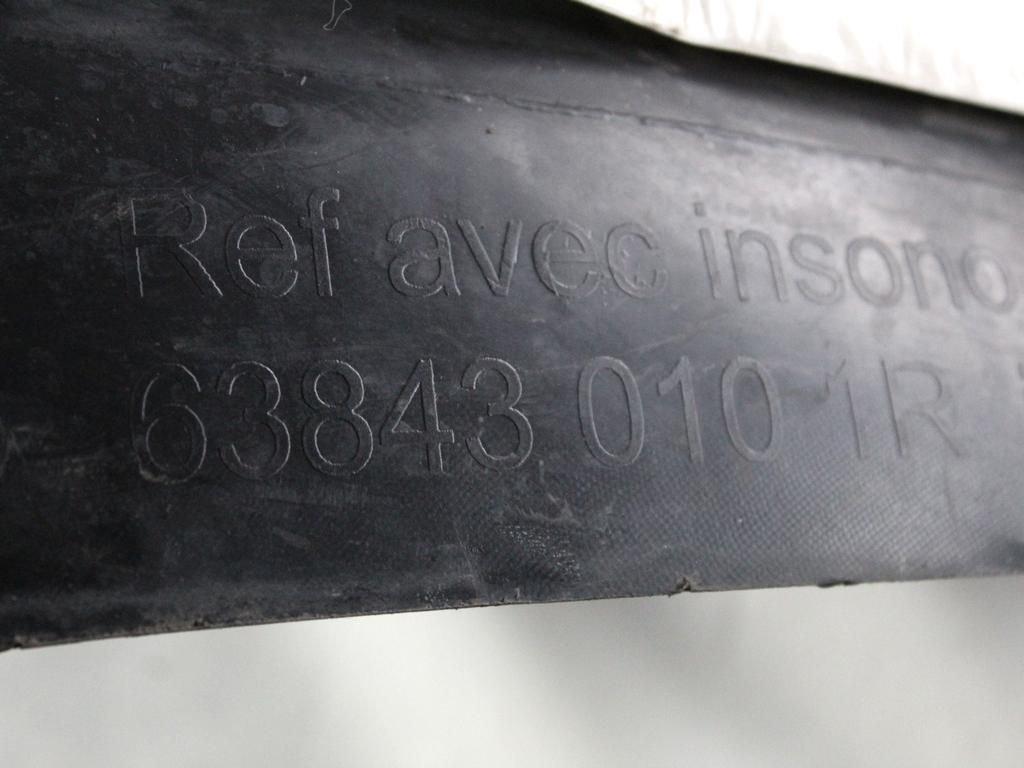 Ref avec insono
63843 010 1R